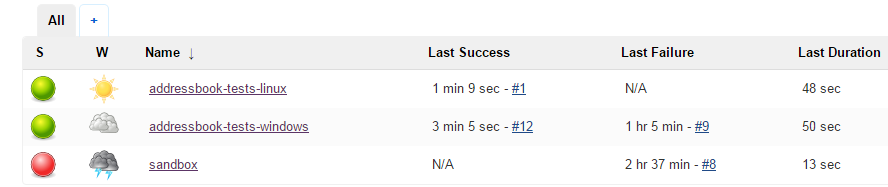 All +
S W Name ↓ Last Success Last Failure Last Duration
addressbook-tests-linux 1 min 9 sec - #1 N/A 48 sec
addressbook-tests-windows 3 min 5 sec - #12 1 hr 5 min - #9 50 sec
sandbox N/A 2 hr 37 min - #8 13 sec